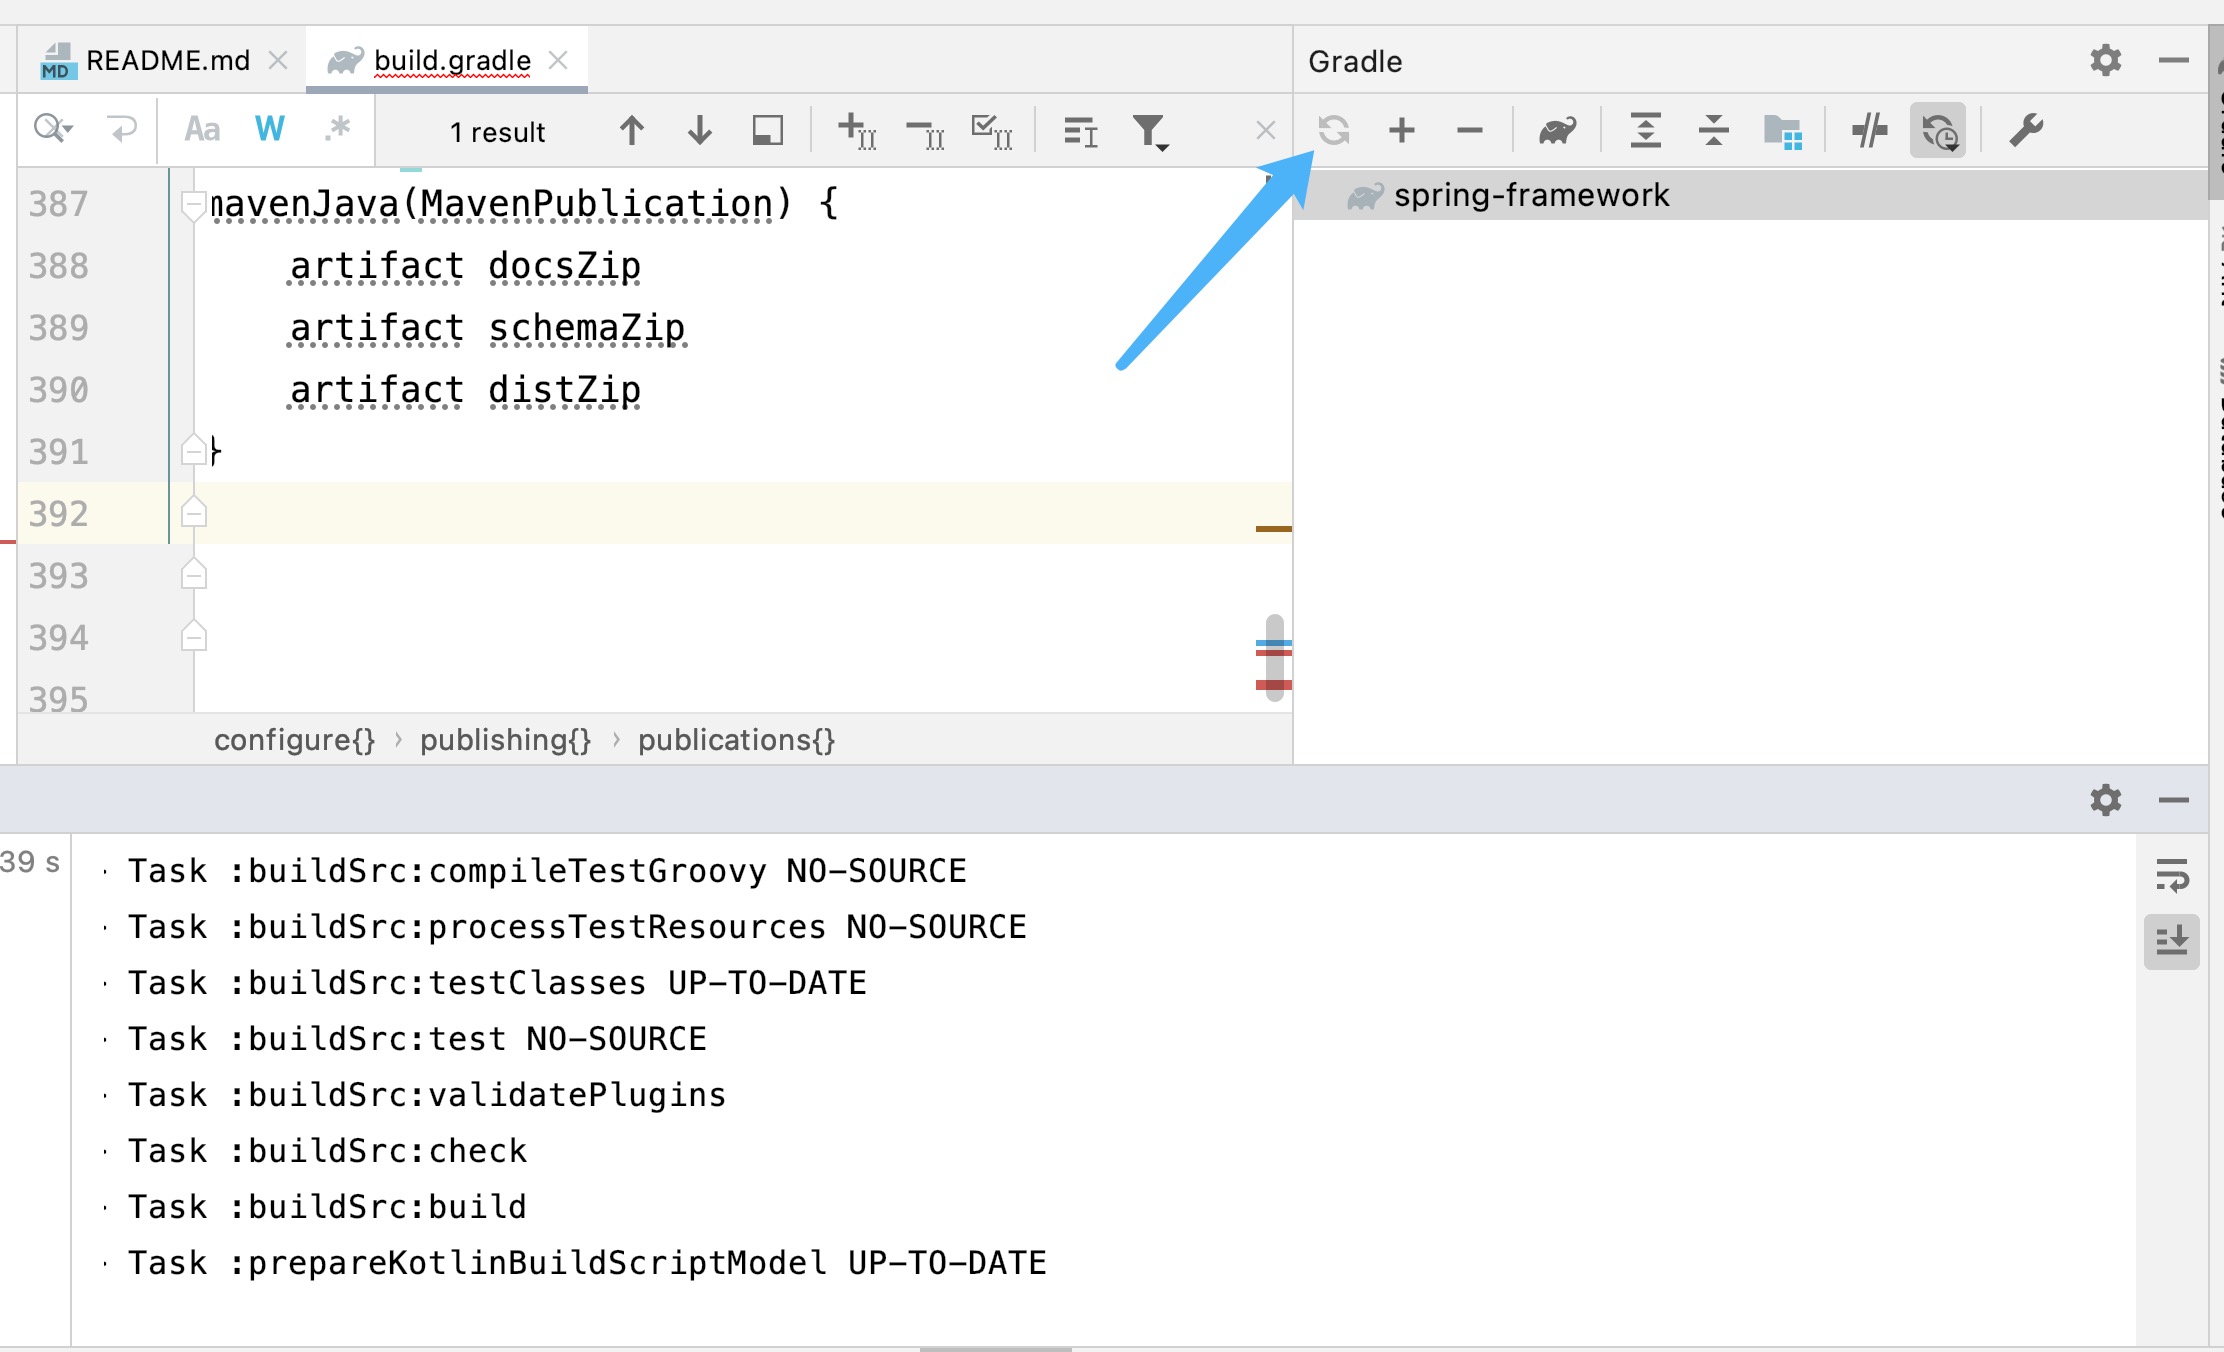 README.md
build.gradle
Gradle
Aa W .*
1 result
spring-framework
387 mavenJava(MavenPublication) {
388 artifact docsZip
389 artifact schemaZip
390 artifact distZip
391 }
392
393
394
395
configure{} › publishing{} › publications{}
39 s
Task :buildSrc:compileTestGroovy NO-SOURCE
Task :buildSrc:processTestResources NO-SOURCE
Task :buildSrc:testClasses UP-TO-DATE
Task :buildSrc:test NO-SOURCE
Task :buildSrc:validatePlugins
Task :buildSrc:check
Task :buildSrc:build
Task :prepareKotlinBuildScriptModel UP-TO-DATE